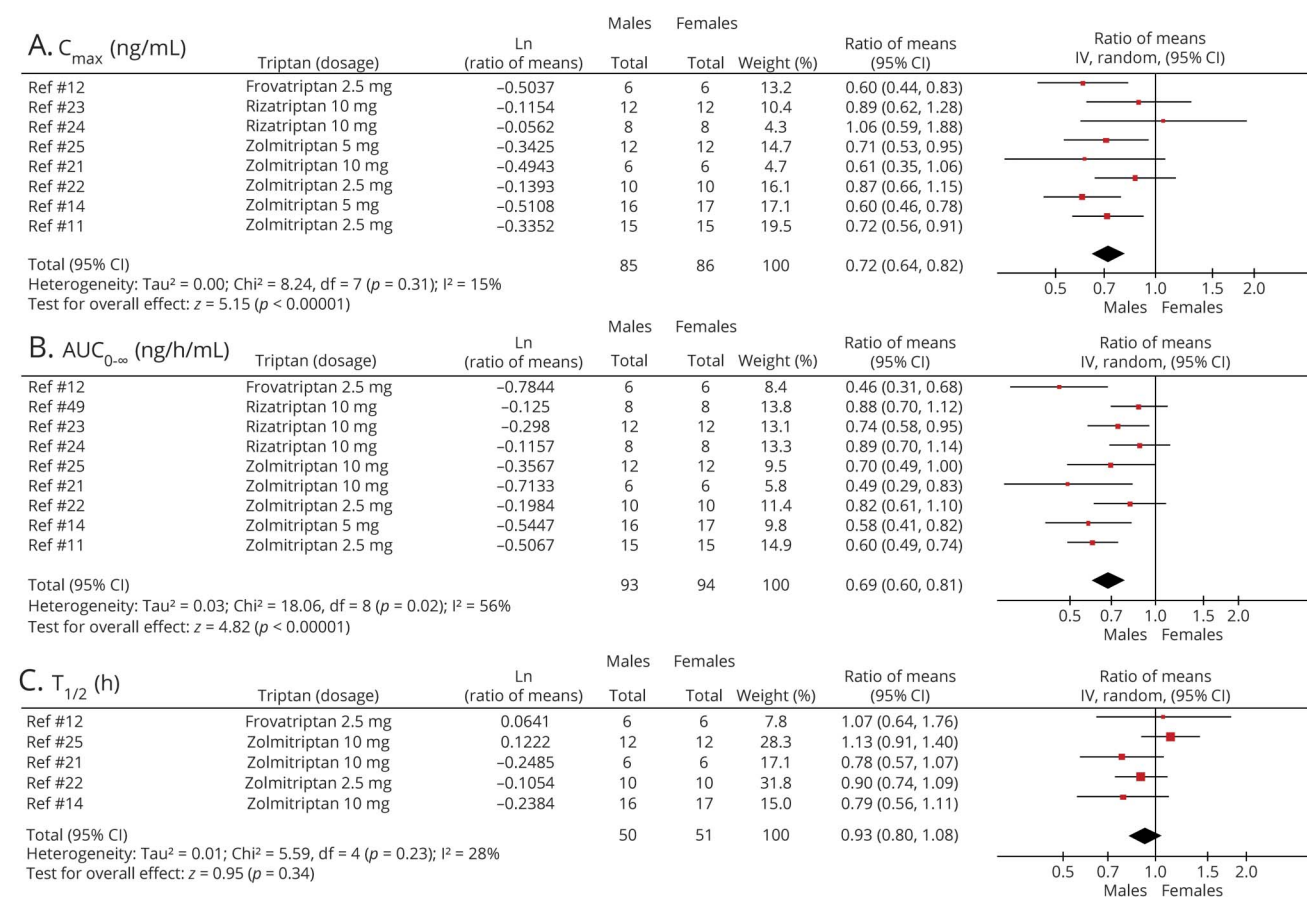 Males Females
A. Cmax (ng/mL) Triptan (dosage) Ln (ratio of means) Total Total Weight (%) Ratio of means (95% CI) Ratio of means IV, random, (95% CI)
Ref #12 Frovatriptan 2.5 mg –0.5037 6 6 13.2 0.60 (0.44, 0.83)
Ref #23 Rizatriptan 10 mg –0.1154 12 12 10.4 0.89 (0.62, 1.28)
Ref #24 Rizatriptan 10 mg –0.0562 8 8 4.3 1.06 (0.59, 1.88)
Ref #25 Zolmitriptan 5 mg –0.3425 12 12 14.7 0.71 (0.53, 0.95)
Ref #21 Zolmitriptan 10 mg –0.4943 6 6 4.7 0.61 (0.35, 1.06)
Ref #22 Zolmitriptan 2.5 mg –0.1393 10 10 16.1 0.87 (0.66, 1.15)
Ref #14 Zolmitriptan 5 mg –0.5108 16 17 17.1 0.60 (0.46, 0.78)
Ref #11 Zolmitriptan 2.5 mg –0.3352 15 15 19.5 0.72 (0.56, 0.91)
Total (95% CI) 85 86 100 0.72 (0.64, 0.82)
Heterogeneity: Tau² = 0.00; Chi² = 8.24, df = 7 (p = 0.31); I² = 15%
Test for overall effect: z = 5.15 (p < 0.00001)
0.5 0.7 1.0 1.5 2.0
Males Females
Males Females
B. AUC0-∞ (ng/h/mL) Triptan (dosage) Ln (ratio of means) Total Total Weight (%) Ratio of means (95% CI) Ratio of means IV, random, (95% CI)
Ref #12 Frovatriptan 2.5 mg –0.7844 6 6 8.4 0.46 (0.31, 0.68)
Ref #49 Rizatriptan 10 mg –0.125 8 8 13.8 0.88 (0.70, 1.12)
Ref #23 Rizatriptan 10 mg –0.298 12 12 13.1 0.74 (0.58, 0.95)
Ref #24 Rizatriptan 10 mg –0.1157 8 8 13.3 0.89 (0.70, 1.14)
Ref #25 Zolmitriptan 10 mg –0.3567 12 12 9.5 0.70 (0.49, 1.00)
Ref #21 Zolmitriptan 10 mg –0.7133 6 6 5.8 0.49 (0.29, 0.83)
Ref #22 Zolmitriptan 2.5 mg –0.1984 10 10 11.4 0.82 (0.61, 1.10)
Ref #14 Zolmitriptan 5 mg –0.5447 16 17 9.8 0.58 (0.41, 0.82)
Ref #11 Zolmitriptan 2.5 mg –0.5067 15 15 14.9 0.60 (0.49, 0.74)
Total (95% CI) 93 94 100 0.69 (0.60, 0.81)
Heterogeneity: Tau² = 0.03; Chi² = 18.06, df = 8 (p = 0.02); I² = 56%
Test for overall effect: z = 4.82 (p < 0.00001)
0.5 0.7 1.0 1.5 2.0
Males Females
Males Females
C. T1/2 (h) Triptan (dosage) Ln (ratio of means) Total Total Weight (%) Ratio of means (95% CI) Ratio of means IV, random, (95% CI)
Ref #12 Frovatriptan 2.5 mg 0.0641 6 6 7.8 1.07 (0.64, 1.76)
Ref #25 Zolmitriptan 10 mg 0.1222 12 12 28.3 1.13 (0.91, 1.40)
Ref #21 Zolmitriptan 10 mg –0.2485 6 6 17.1 0.78 (0.57, 1.07)
Ref #22 Zolmitriptan 2.5 mg –0.1054 10 10 31.8 0.90 (0.74, 1.09)
Ref #14 Zolmitriptan 10 mg –0.2384 16 17 15.0 0.79 (0.56, 1.11)
Total (95% CI) 50 51 100 0.93 (0.80, 1.08)
Heterogeneity: Tau² = 0.01; Chi² = 5.59, df = 4 (p = 0.23); I² = 28%
Test for overall effect: z = 0.95 (p = 0.34)
0.5 0.7 1.0 1.5 2.0
Males Females